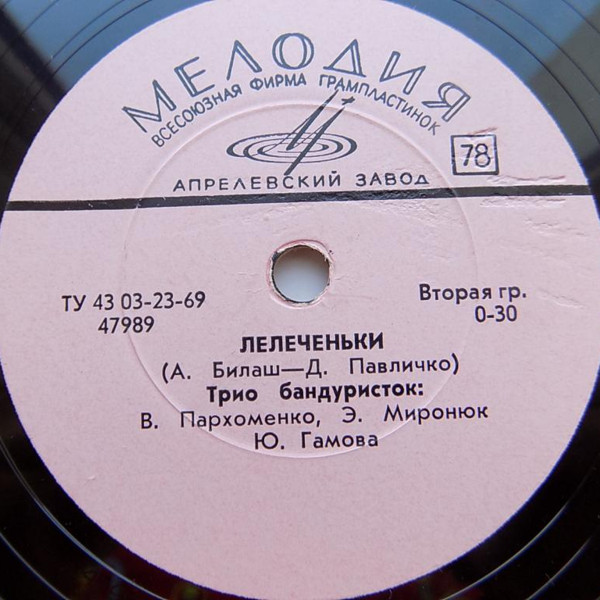 МЕЛОДИЯ
ВСЕСОЮЗНАЯ ФИРМА ГРАМПЛАСТИНОК
78
АПРЕЛЕВСКИЙ ЗАВОД
ТУ 43 03-23-69
47989
Вторая гр.
0-30
ЛЕЛЕЧЕНЬКИ
(А. Билаш—Д. Павличко)
Трио бандуристок:
В. Пархоменко, Э. Миронюк
Ю. Гамова